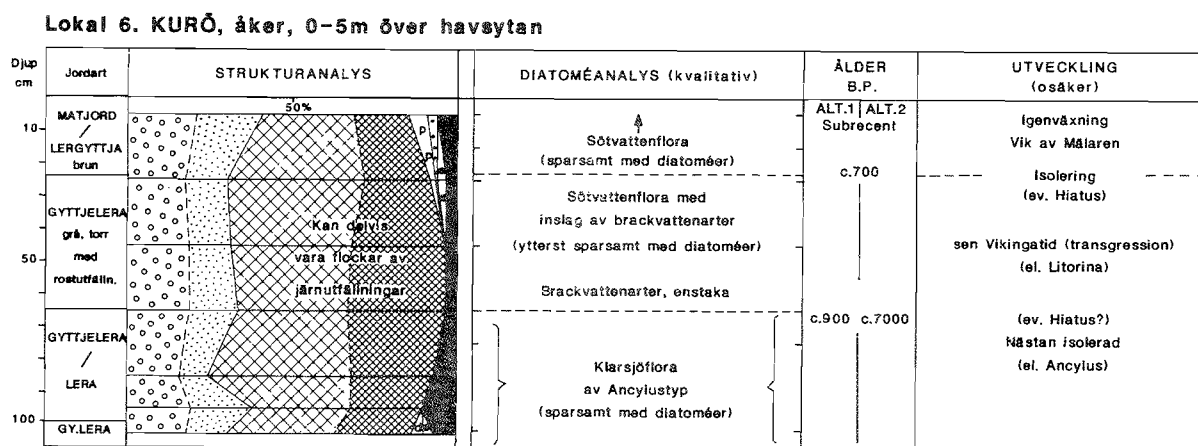 Lokal 6. KURÖ, åker, 0-5m över havsytan
Djup
cm
Jordart
STRUKTURANALYS
DIATOMÉANALYS (kvalitativ)
ÅLDER
B.P.
UTVECKLING
(osäker)
10
50
100
MATJORD
LERGYTTJA
brun
GYTTJELERA
grå, torr
med
rostutfälln.
GYTTJELERA
LERA
GY.LERA
50%
P
P
Kan delvis
vara flockar av
järnutfällningar
Sötvattenflora
(sparsamt med diatoméer)
Sötvattenflora med
inslag av brackvattenarter
(ytterst sparsamt med diatoméer)
Brackvattenarter, enstaka
Klarsjöflora
av Ancylustyp
(sparsamt med diatoméer)
ALT.1 ALT.2
Subrecent
c.700
c.900 c.7000
Igenväxning
Vik av Mälaren
Isolering
(ev. Hiatus)
sen Vikingatid (transgression)
(el. Litorina)
(ev. Hiatus?)
Nästan isolerad
(el. Ancylus)